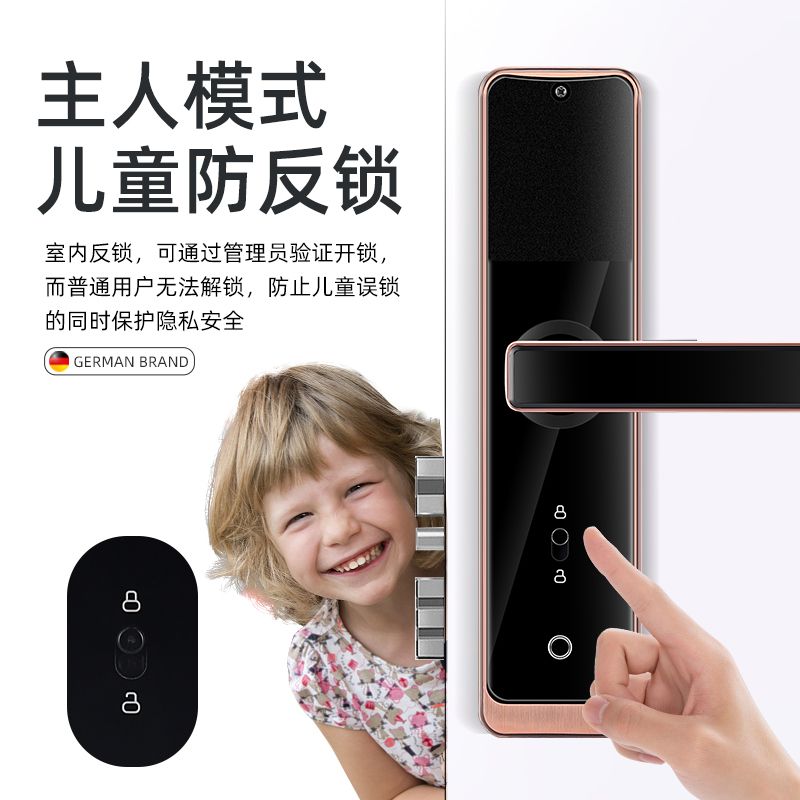 主人模式
儿童防反锁
室内反锁，可通过管理员验证开锁，
而普通用户无法解锁，防止儿童误锁
的同时保护隐私安全
GERMAN BRAND